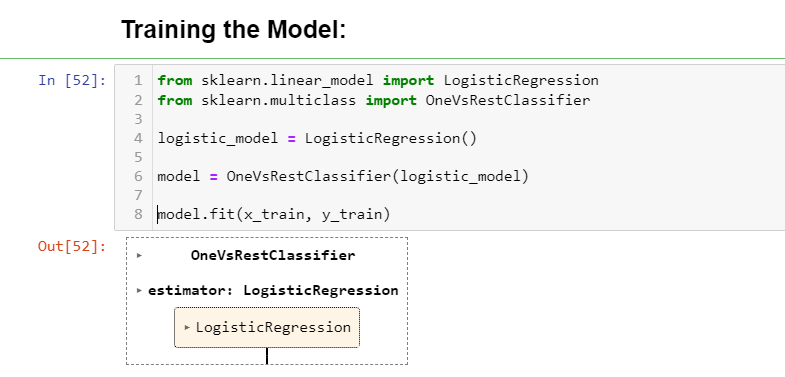 Training the Model:
In [52]:
1 from sklearn.linear_model import LogisticRegression
2 from sklearn.multiclass import OneVsRestClassifier
3
4 logistic_model = LogisticRegression()
5
6 model = OneVsRestClassifier(logistic_model)
7
8 model.fit(x_train, y_train)
Out[52]:
▸ OneVsRestClassifier
▸ estimator: LogisticRegression
▸ LogisticRegression